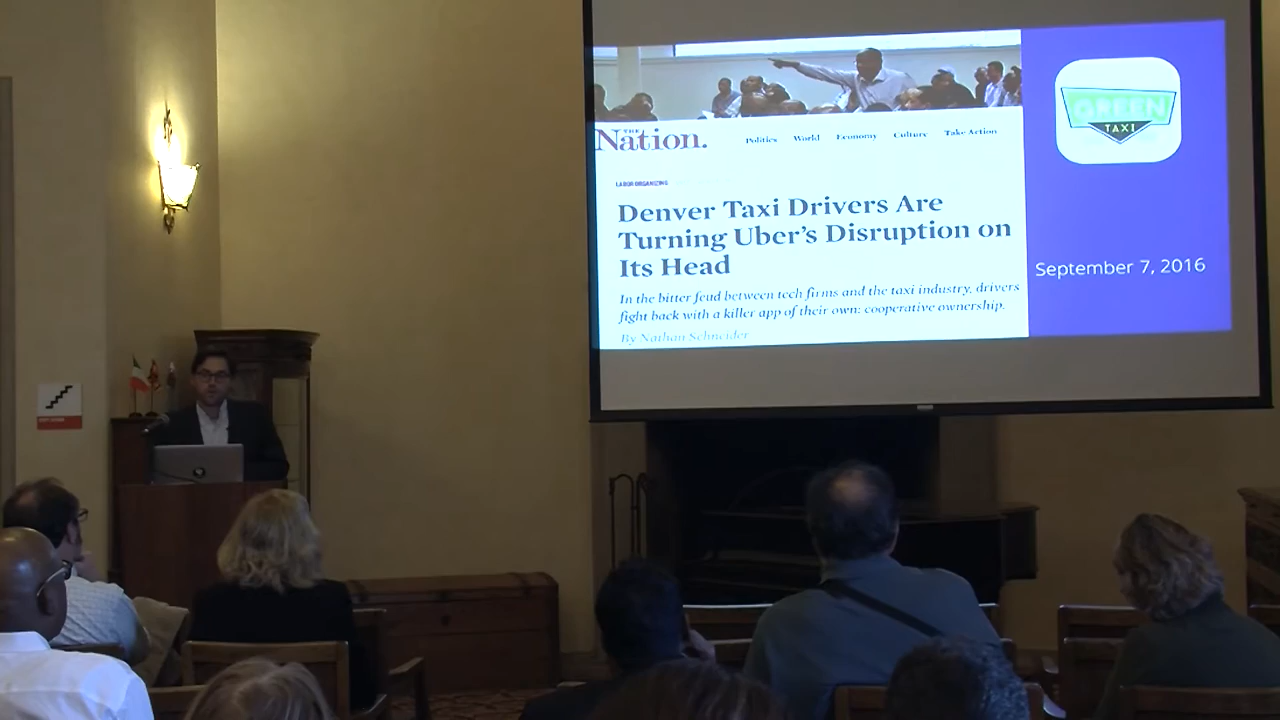 THE
Nation.
Politics World Economy Culture Take Action
LABOR ORGANIZING
Denver Taxi Drivers Are
Turning Uber's Disruption on
Its Head
In the bitter feud between tech firms and the taxi industry, drivers
fight back with a killer app of their own: cooperative ownership.
By Nathan Schneider
GREEN
TAXI
September 7, 2016